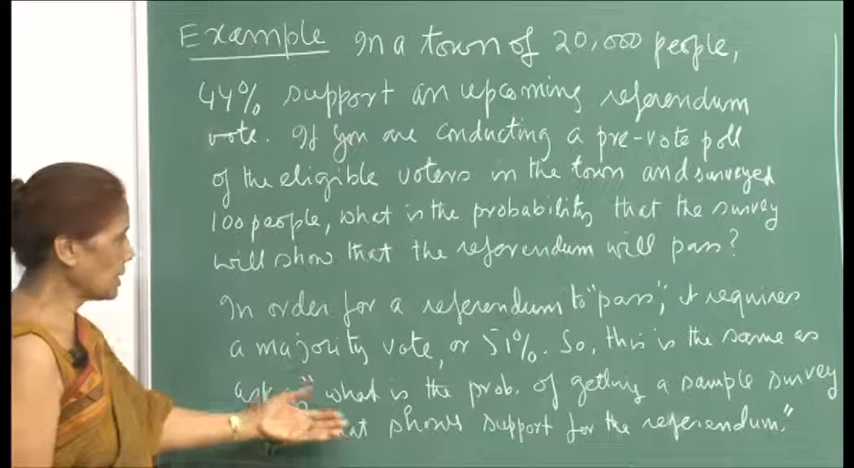 Example In a town of 20,000 people,
44% support an upcoming referendum
vote. If you are conducting a pre-vote poll
of the eligible voters in the town and surveyed
100 people, what is the probability that the survey
will show that the referendum will pass?
In order for a referendum to "pass", it requires
a majority vote, or 51%. So, this is the same as
"what is the prob. of getting a sample survey
shows support for the referendum."